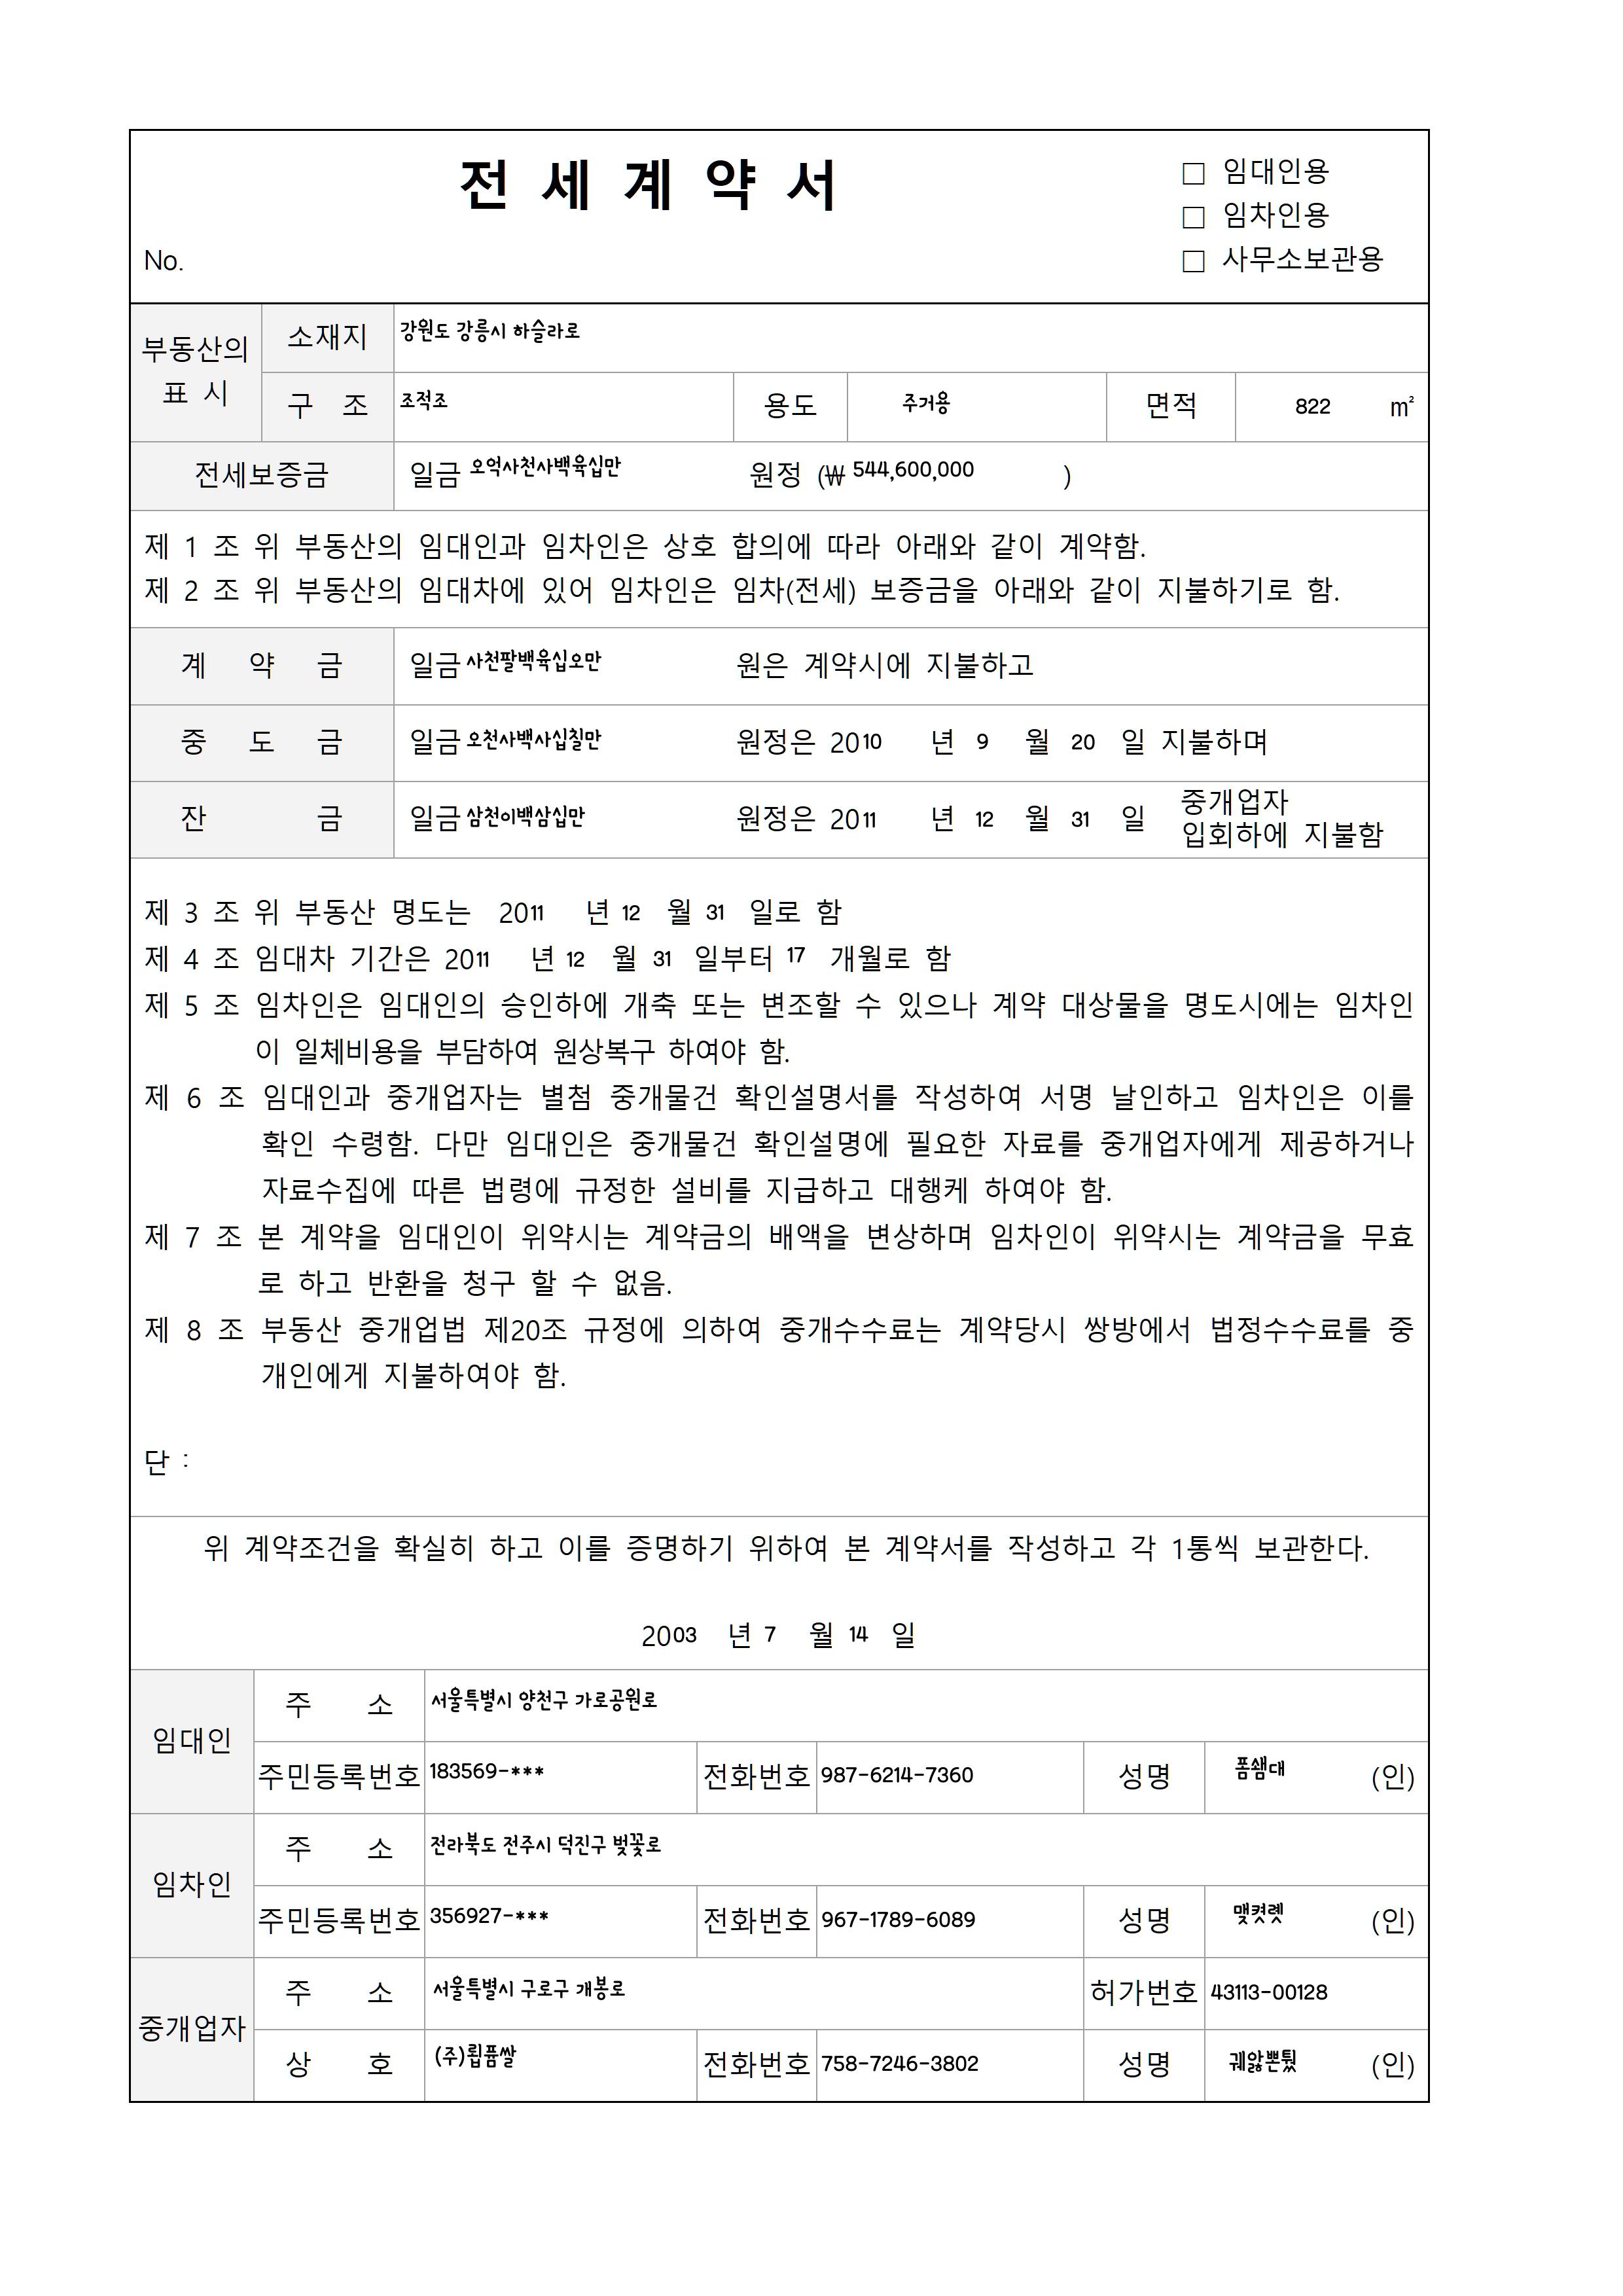 전 세 계 약 서
□ 임대인용
□ 임차인용
□ 사무소보관용
No.
부동산의 표 시
소재지 강원도 강릉시 하슬라로
구 조 조적조 용도 주거용 면적 822 ㎡
전세보증금 일금 오억사천사백육십만 원정 (₩ 544,600,000 )
제 1 조 위 부동산의 임대인과 임차인은 상호 합의에 따라 아래와 같이 계약함.
제 2 조 위 부동산의 임대차에 있어 임차인은 임차(전세) 보증금을 아래와 같이 지불하기로 함.
계 약 금 일금 사천팔백육십오만 원은 계약시에 지불하고
중 도 금 일금 오천사백사십칠만 원정은 2010 년 9 월 20 일 지불하며
잔 금 일금 삼천이백삼십만 원정은 2011 년 12 월 31 일 중개업자
입회하에 지불함
제 3 조 위 부동산 명도는 2011 년 12 월 31 일로 함
제 4 조 임대차 기간은 2011 년 12 월 31 일부터 17 개월로 함
제 5 조 임차인은 임대인의 승인하에 개축 또는 변조할 수 있으나 계약 대상물을 명도시에는 임차인
이 일체비용을 부담하여 원상복구 하여야 함.
제 6 조 임대인과 중개업자는 별첨 중개물건 확인설명서를 작성하여 서명 날인하고 임차인은 이를
확인 수령함. 다만 임대인은 중개물건 확인설명에 필요한 자료를 중개업자에게 제공하거나
자료수집에 따른 법령에 규정한 설비를 지급하고 대행케 하여야 함.
제 7 조 본 계약을 임대인이 위약시는 계약금의 배액을 변상하며 임차인이 위약시는 계약금을 무효
로 하고 반환을 청구 할 수 없음.
제 8 조 부동산 중개업법 제20조 규정에 의하여 중개수수료는 계약당시 쌍방에서 법정수수료를 중
개인에게 지불하여야 함.
단 :
위 계약조건을 확실히 하고 이를 증명하기 위하여 본 계약서를 작성하고 각 1통씩 보관한다.
2003 년 7 월 14 일
임대인
주 소 서울특별시 양천구 가로공원로
주민등록번호 183569-*** 전화번호 987-6214-7360 성명 폼쇔대 (인)
임차인
주 소 전라북도 전주시 덕진구 벚꽃로
주민등록번호 356927-*** 전화번호 967-1789-6089 성명 (인)
중개업자
주 소 서울특별시 구로구 개봉로 허가번호 43113-00128
상 호 (주)룁품쌀 전화번호 758-7246-3802 성명 (인)